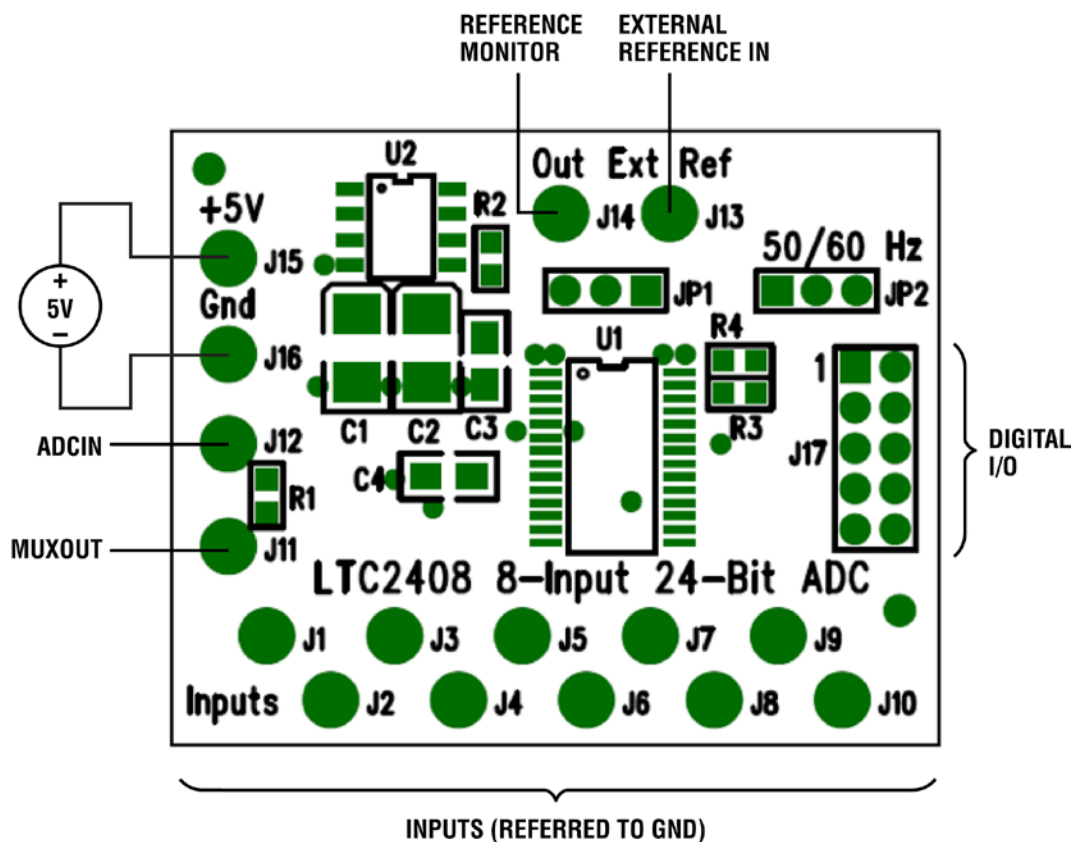 REFERENCE
MONITOR
EXTERNAL
REFERENCE IN
U2
Out Ext Ref
R2
J14
J13
+5V
J15
50/60 Hz
+
5V
−
Gnd
JP1
JP2
U1
R4
J16
1
C1
C2
C3
R3
ADCIN
J12
J17
DIGITAL
I/O
C4
R1
MUXOUT
J11
LTC2408 8-Input 24-Bit ADC
J1
J3
J5
J7
J9
Inputs
J2
J4
J6
J8
J10
INPUTS (REFERRED TO GND)